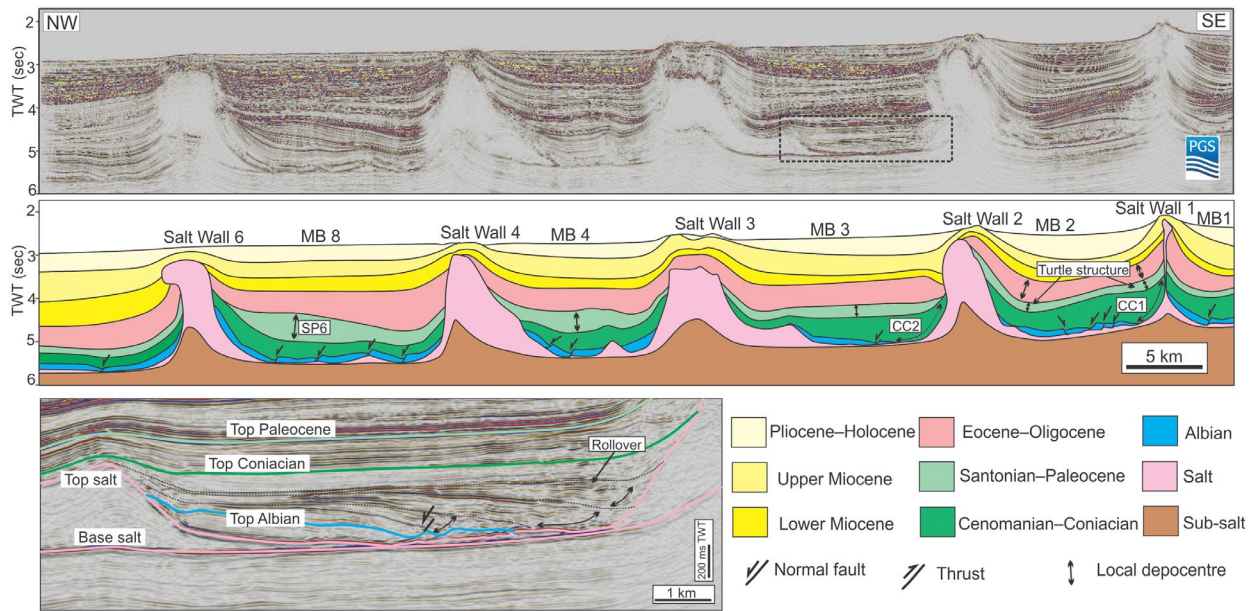 NW
SE
2
3
4
5
6
TWT (sec)
PGS
2
3
4
5
6
TWT (sec)
Salt Wall 6
MB 8
Salt Wall 4
MB 4
Salt Wall 3
MB 3
Salt Wall 2
MB 2
Salt Wall 1
MB1
Turtle structure
SP6
CC2
CC1
5 km
Top Paleocene
Rollover
Top Coniacian
Top salt
Top Albian
Base salt
200 ms TWT
1 km
Pliocene–Holocene
Eocene–Oligocene
Albian
Upper Miocene
Santonian–Paleocene
Salt
Lower Miocene
Cenomanian–Coniacian
Sub-salt
Normal fault
Thrust
Local depocentre